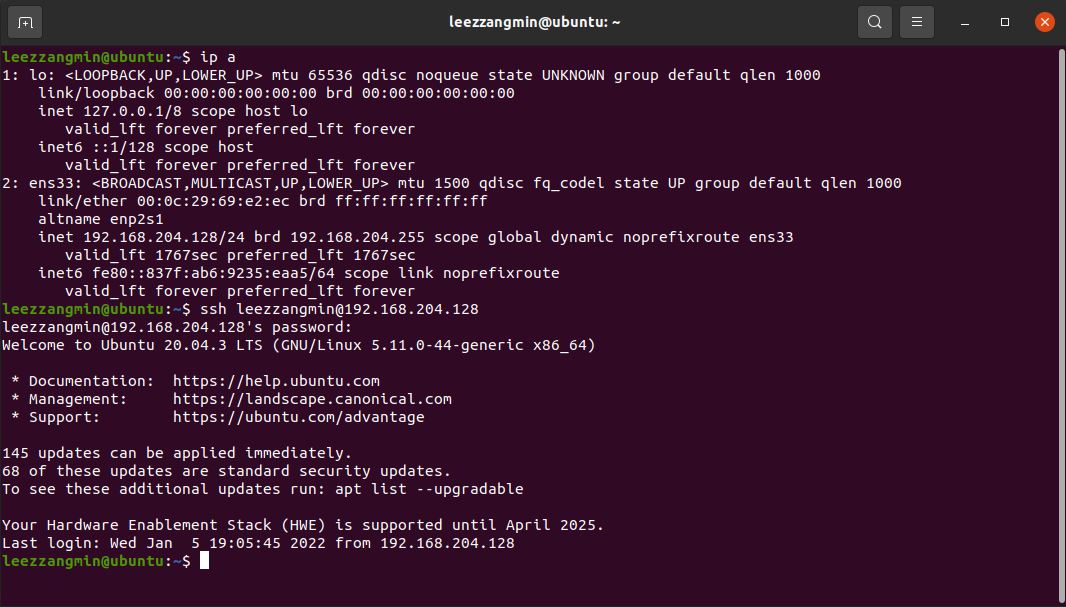 leezzangmin@ubuntu: ~
leezzangmin@ubuntu:~$ ip a
1: lo: <LOOPBACK,UP,LOWER_UP> mtu 65536 qdisc noqueue state UNKNOWN group default qlen 1000
    link/loopback 00:00:00:00:00:00 brd 00:00:00:00:00:00
    inet 127.0.0.1/8 scope host lo
       valid_lft forever preferred_lft forever
    inet6 ::1/128 scope host
       valid_lft forever preferred_lft forever
2: ens33: <BROADCAST,MULTICAST,UP,LOWER_UP> mtu 1500 qdisc fq_codel state UP group default qlen 1000
    link/ether 00:0c:29:69:e2:ec brd ff:ff:ff:ff:ff:ff
    altname enp2s1
    inet 192.168.204.128/24 brd 192.168.204.255 scope global dynamic noprefixroute ens33
       valid_lft 1767sec preferred_lft 1767sec
    inet6 fe80::837f:ab6:9235:eaa5/64 scope link noprefixroute
       valid_lft forever preferred_lft forever
leezzangmin@ubuntu:~$ ssh leezzangmin@192.168.204.128
leezzangmin@192.168.204.128's password:
Welcome to Ubuntu 20.04.3 LTS (GNU/Linux 5.11.0-44-generic x86_64)

 * Documentation:  https://help.ubuntu.com
 * Management:     https://landscape.canonical.com
 * Support:        https://ubuntu.com/advantage

145 updates can be applied immediately.
68 of these updates are standard security updates.
To see these additional updates run: apt list --upgradable

Your Hardware Enablement Stack (HWE) is supported until April 2025.
Last login: Wed Jan  5 19:05:45 2022 from 192.168.204.128
leezzangmin@ubuntu:~$